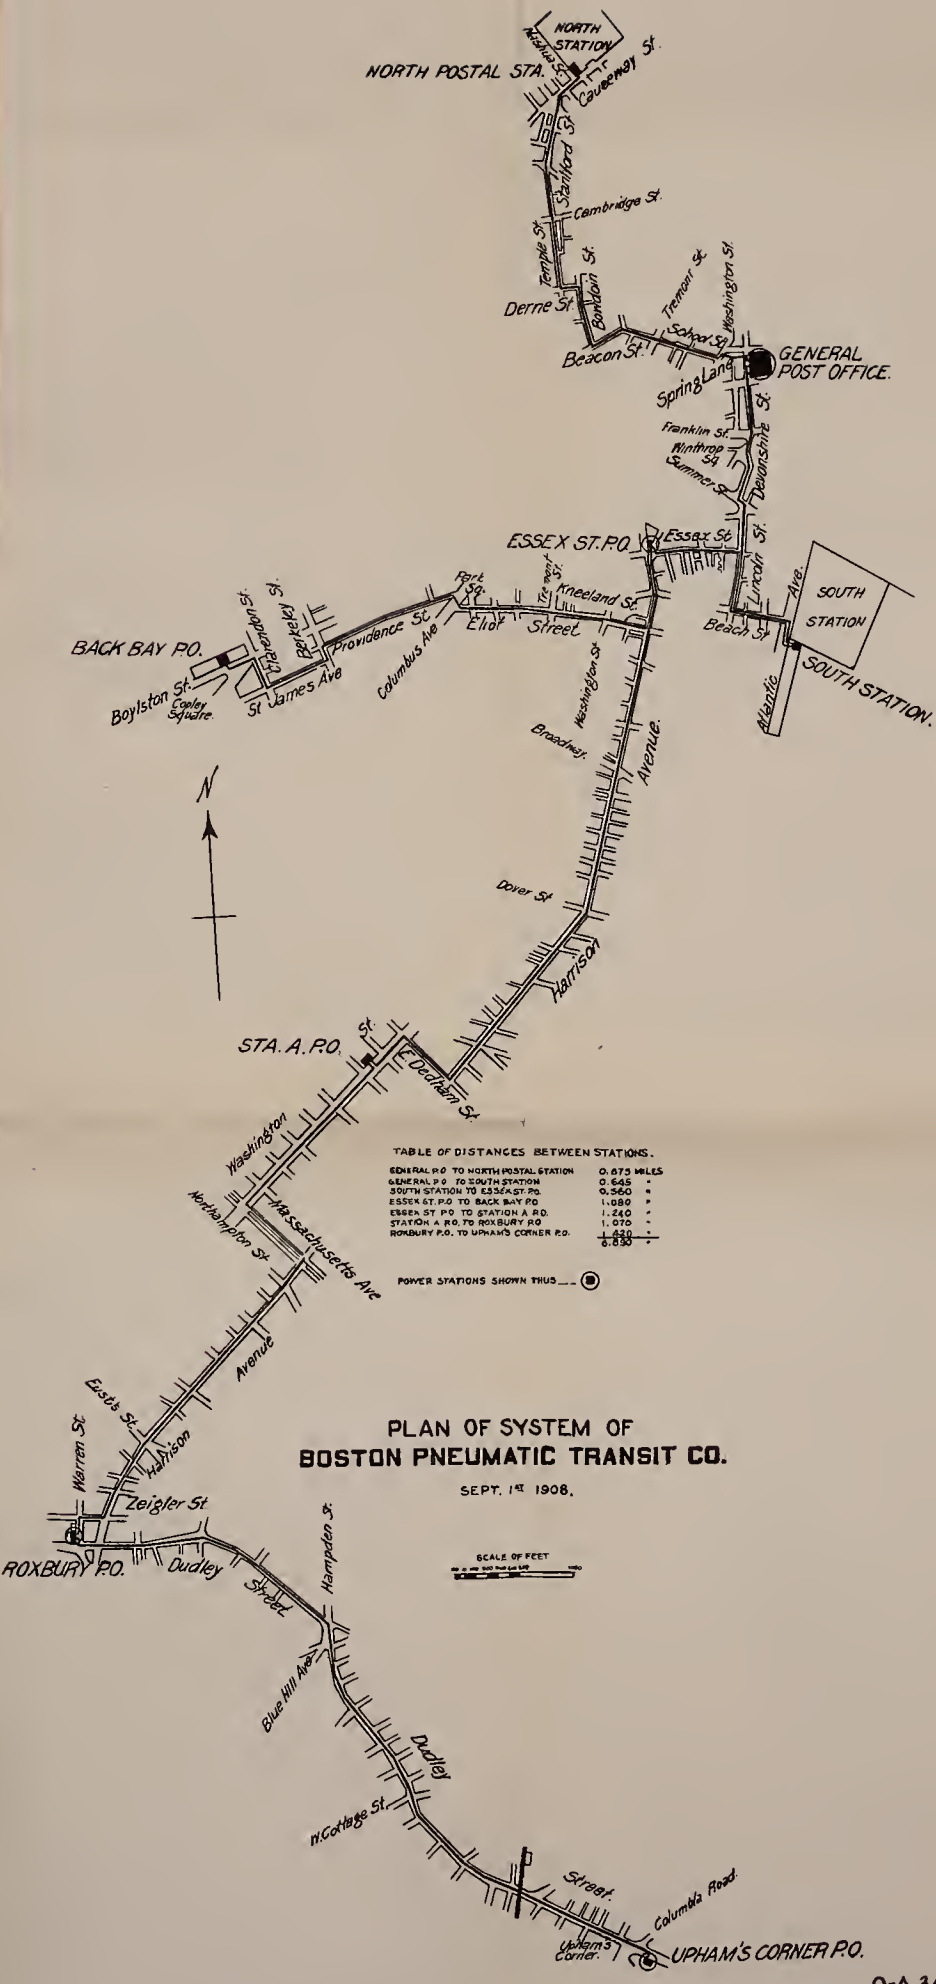 NORTH
STATION
Nashua St
NORTH POSTAL STA.
Causeway St.
Staniford St
Cambridge St.
Temple St.
Derne St.
Bowdoin St.
Tremont St
Washington St.
School St
Beacon St.
GENERAL
POST OFFICE.
Spring Lane
Franklin St.
Winthrop
Sq
Summer St
Devonshire St.
ESSEX ST. P.O.
Essex St.
Lincoln St.
Ave.
SOUTH
STATION
Park
Sq.
Tremont
St.
Kneeland St.
Eliot Street
Beach St
Providence St
Columbus Ave
Clarendon St.
Berkeley St.
BACK BAY P.O.
Boylston St.
Copley
Square.
St James Ave
Washington St
Atlantic
SOUTH STATION.
Broadway.
Avenue.
N
Dover St
Harrison
STA. A. P.O.
St.
E. Dedham St.
Washington
TABLE OF DISTANCES BETWEEN STATIONS.
GENERAL P.O TO NORTH POSTAL STATION 0.875 MILES
GENERAL P O TO SOUTH STATION 0.645 "
SOUTH STATION TO ESSEX ST. P.O. 0.560 "
ESSEX ST. P.O TO BACK BAY P.O 1.080 "
ESSEX ST PO TO STATION A P.O. 1.240 "
STATION A P.O. TO ROXBURY P.O 1.070 "
ROXBURY P.O. TO UPHAM'S CORNER P.O. 1.420 "
"
Northampton St
Massachusetts Ave
POWER STATIONS SHOWN THUS
Avenue
Eustis St.
Harrison
Warren St
Zeigler St.
PLAN OF SYSTEM OF
BOSTON PNEUMATIC TRANSIT CO.
SEPT. 1ST 1908.
SCALE OF FEET
ROXBURY P.O.
Dudley
Street
Hampden St.
Blue Hill Ave
Dudley
W. Cottage St.
Street.
Columbia Road.
Upham's
Corner.
UPHAM'S CORNER P.O.